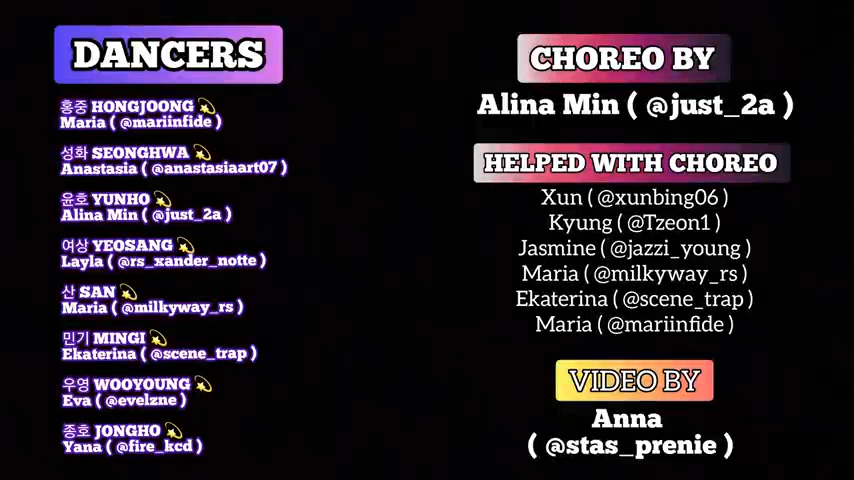 DANCERS
홍중 HONGJOONG 💫
Maria ( @mariinfide )
성화 SEONGHWA 💫
Anastasia ( @anastasiaart07 )
윤호 YUNHO 💫
Alina Min ( @just_2a )
여상 YEOSANG 💫
Layla ( @rs_xander_notte )
산 SAN 💫
Maria ( @milkyway_rs )
민기 MINGI 💫
Ekaterina ( @scene_trap )
우영 WOOYOUNG 💫
Eva ( @evelzne )
종호 JONGHO 💫
Yana ( @fire_kcd )
CHOREO BY
Alina Min ( @just_2a )
HELPED WITH CHOREO
Xun ( @xunbing06 )
Kyung ( @Tzeon1 )
Jasmine ( @jazzi_young )
Maria ( @milkyway_rs )
Ekaterina ( @scene_trap )
Maria ( @mariinfide )
VIDEO BY
Anna
( @stas_prenie )